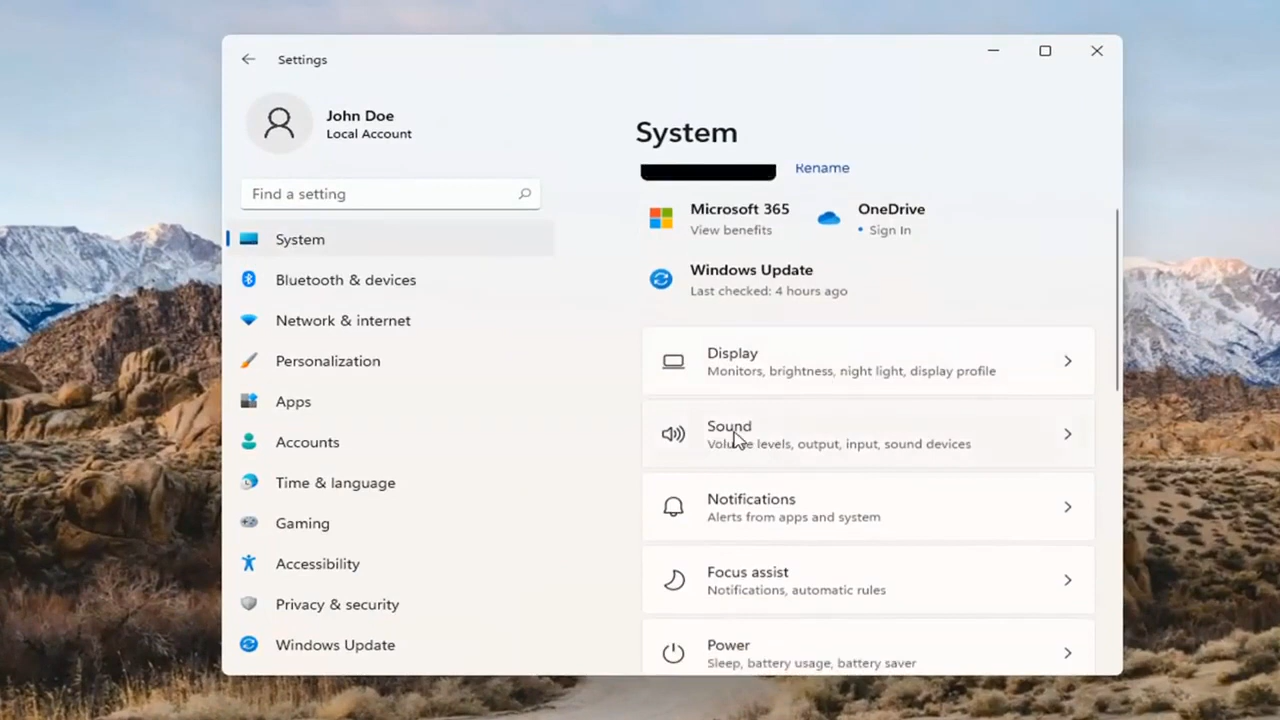 Settings
John Doe
Local Account
Find a setting
System
Bluetooth & devices
Network & internet
Personalization
Apps
Accounts
Time & language
Gaming
Accessibility
Privacy & security
Windows Update
System
Rename
Microsoft 365
View benefits
OneDrive
• Sign In
Windows Update
Last checked: 4 hours ago
Display
Monitors, brightness, night light, display profile
Sound
Volume levels, output, input, sound devices
Notifications
Alerts from apps and system
Focus assist
Notifications, automatic rules
Power
Sleep, battery usage, battery saver